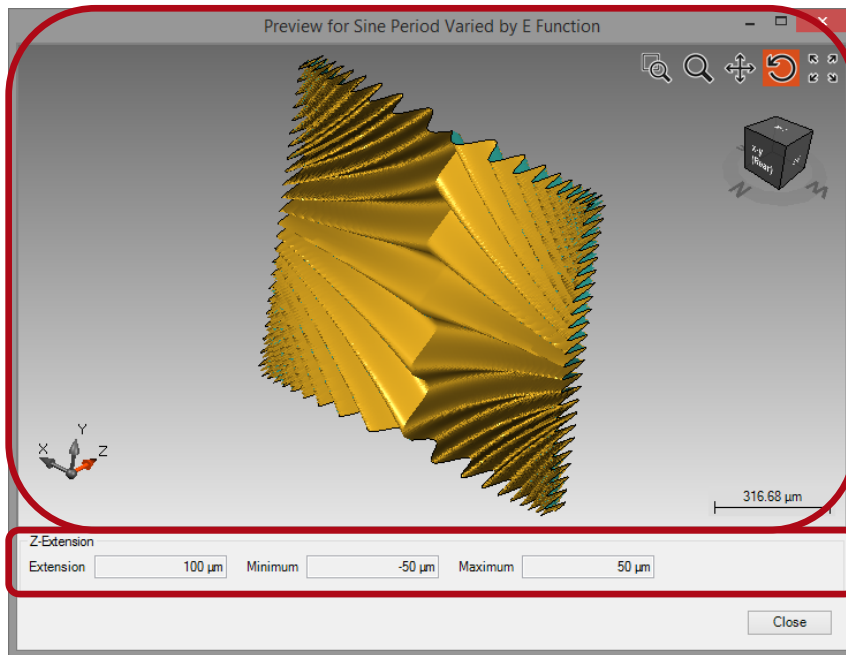 Preview for Sine Period Varied by E Function
x-y
(Rear)
N
M
Y
X
Z
316.68 µm
Z-Extension
Extension 100 µm Minimum -50 µm Maximum 50 µm
Close